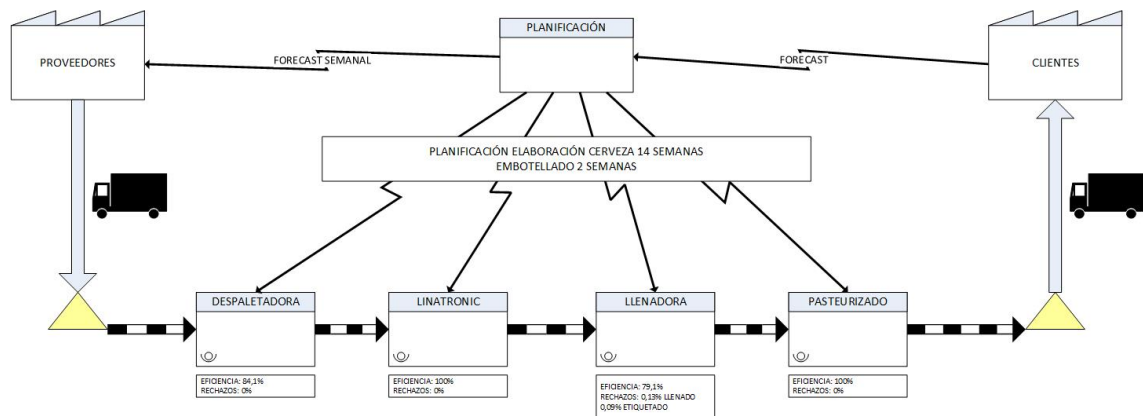 PLANIFICACIÓN
PROVEEDORES
FORECAST SEMANAL
FORECAST
CLIENTES
PLANIFICACIÓN ELABORACIÓN CERVEZA 14 SEMANAS
EMBOTELLADO 2 SEMANAS
DESPALETADORA
LINATRONIC
LLENADORA
PASTEURIZADO
EFICIENCIA: 84,1%
RECHAZOS: 0%
EFICIENCIA: 100%
RECHAZOS: 0%
EFICIENCIA: 79,1%
RECHAZOS: 0,13% LLENADO
0,09% ETIQUETADO
EFICIENCIA: 100%
RECHAZOS: 0%